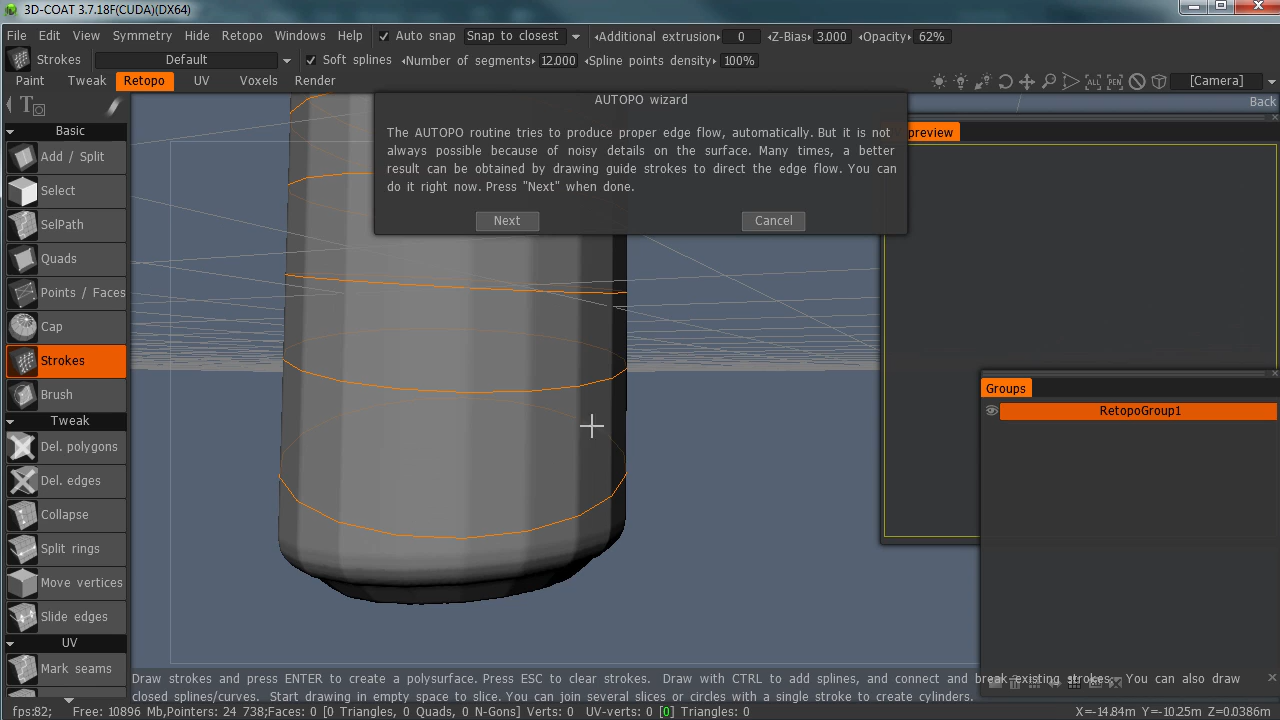 3D-COAT 3.7.18F(CUDA)(DX64)
File Edit View Symmetry Hide Retopo Windows Help Auto snap Snap to closest Additional extrusion: 0 Z-Bias: 3.000 Opacity: 62%
Strokes Default Soft splines Number of segments: 12.000 Spline points density: 100%
Paint Tweak Retopo UV Voxels Render ALL PEN [Camera]
Back
AUTOPO wizard
The AUTOPO routine tries to produce proper edge flow, automatically. But it is not
always possible because of noisy details on the surface. Many times, a better
result can be obtained by drawing guide strokes to direct the edge flow. You can
do it right now. Press "Next" when done.
Next Cancel
preview
Basic
Add / Split
Select
SelPath
Quads
Points / Faces
Cap
Strokes
Brush
Tweak
Del. polygons
Del. edges
Collapse
Split rings
Move vertices
Slide edges
UV
Mark seams
Groups
RetopoGroup1
Draw strokes and press ENTER to create a polysurface. Press ESC to clear strokes. Draw with CTRL to add splines, and connect and break existing strokes. You can also draw
closed splines/curves. Start drawing in empty space to slice. You can join several slices or circles with a single stroke to create cylinders.
fps:82; Free: 10896 Mb,Pointers: 24 738;Faces: 0 [0 Triangles, 0 Quads, 0 N-Gons] Verts: 0 UV-verts: 0 [0] Triangles: 0 X=-14.84m Y=-10.25m Z=0.0386m